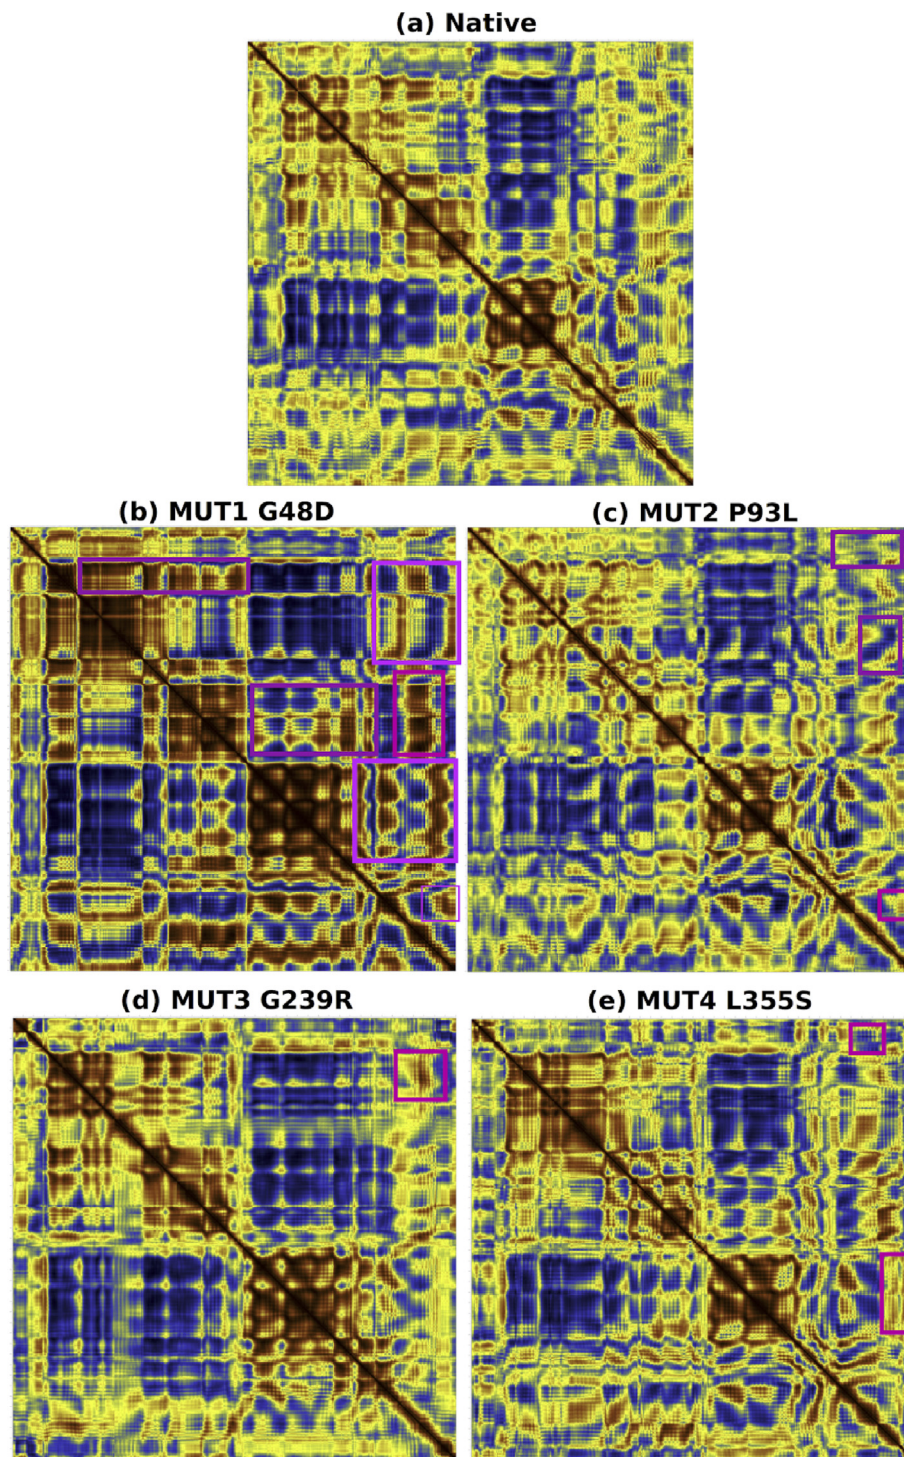 (a) Native
(b) MUT1 G48D
(c) MUT2 P93L
(d) MUT3 G239R
(e) MUT4 L355S